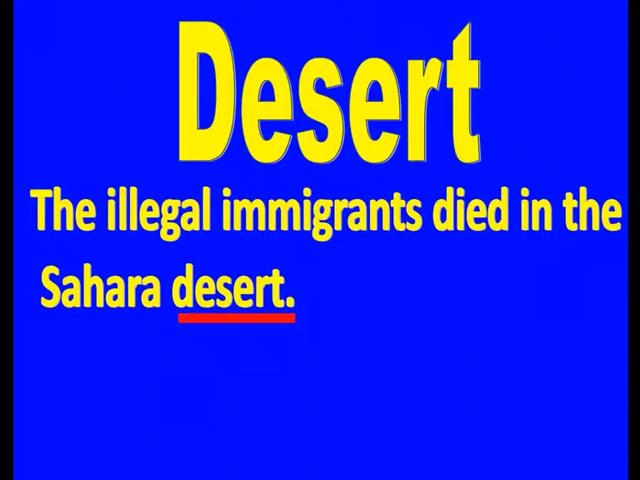 Desert
The illegal immigrants died in the
Sahara desert.